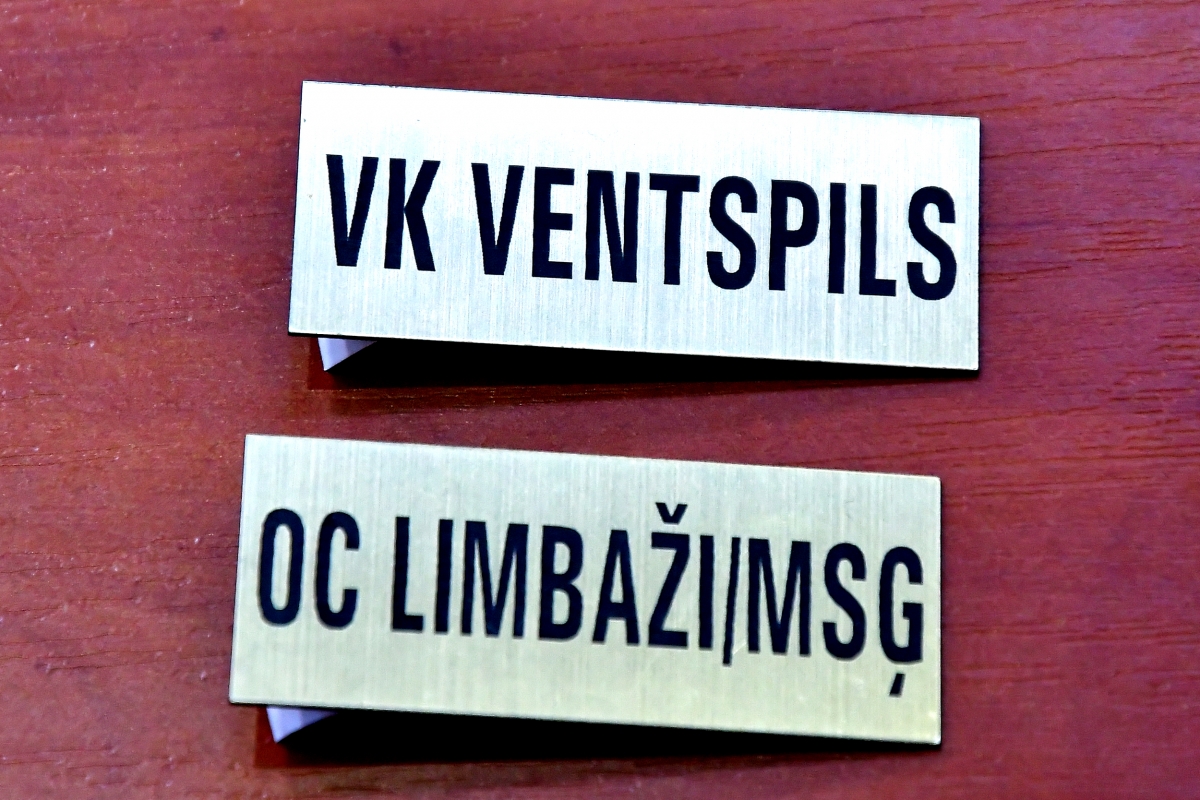 VK VENTSPILS
OC LIMBAŽI/MSĢ